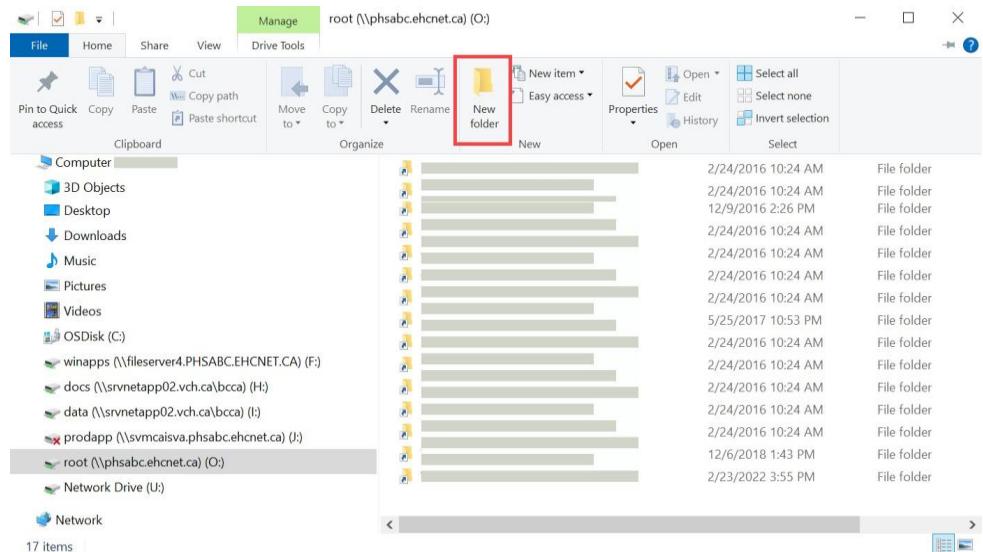 Manage
root (\\phsabc.ehcnet.ca) (O:)
File Home Share View Drive Tools
Pin to Quick access
Copy
Paste
Cut
Copy path
Paste shortcut
Clipboard
Move to
Copy to
Delete
Rename
Organize
New folder
New item
Easy access
New
Properties
Open
Edit
History
Open
Select all
Select none
Invert selection
Select
Computer
3D Objects
Desktop
Downloads
Music
Pictures
Videos
OSDisk (C:)
winapps (\\fileserver4.PHSABC.EHCNET.CA) (F:)
docs (\\srvnetapp02.vch.ca\bcca) (H:)
data (\\srvnetapp02.vch.ca\bcca) (I:)
prodapp (\\svmcaisva.phsabc.ehcnet.ca) (J:)
root (\\phsabc.ehcnet.ca) (O:)
Network Drive (U:)
Network
2/24/2016 10:24 AM File folder
2/24/2016 10:24 AM File folder
12/9/2016 2:26 PM File folder
2/24/2016 10:24 AM File folder
2/24/2016 10:24 AM File folder
2/24/2016 10:24 AM File folder
2/24/2016 10:24 AM File folder
5/25/2017 10:53 PM File folder
2/24/2016 10:24 AM File folder
2/24/2016 10:24 AM File folder
2/24/2016 10:24 AM File folder
2/24/2016 10:24 AM File folder
2/24/2016 10:24 AM File folder
12/6/2018 1:43 PM File folder
2/23/2022 3:55 PM File folder
17 items